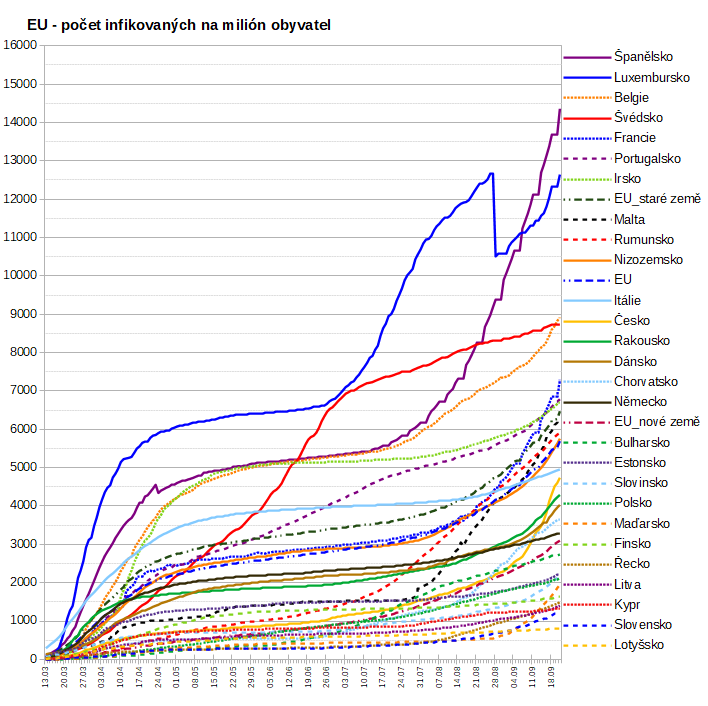 EU - počet infikovaných na milión obyvatel
16000
15000
14000
13000
12000
11000
10000
9000
8000
7000
6000
5000
4000
3000
2000
1000
0
Španělsko
Luxembursko
Belgie
Švédsko
Francie
Portugalsko
Irsko
EU_staré země
Malta
Rumunsko
Nizozemsko
EU
Itálie
Česko
Rakousko
Dánsko
Chorvatsko
Německo
EU_nové země
Bulharsko
Estonsko
Slovinsko
Polsko
Maďarsko
Finsko
Řecko
Litva
Kypr
Slovensko
Lotyšsko
13.03
20.03
27.03
03.04
10.04
17.04
24.04
01.05
08.05
15.05
22.05
29.05
05.06
12.06
19.06
26.06
03.07
10.07
17.07
24.07
31.07
07.08
14.08
21.08
28.08
04.09
11.09
18.09